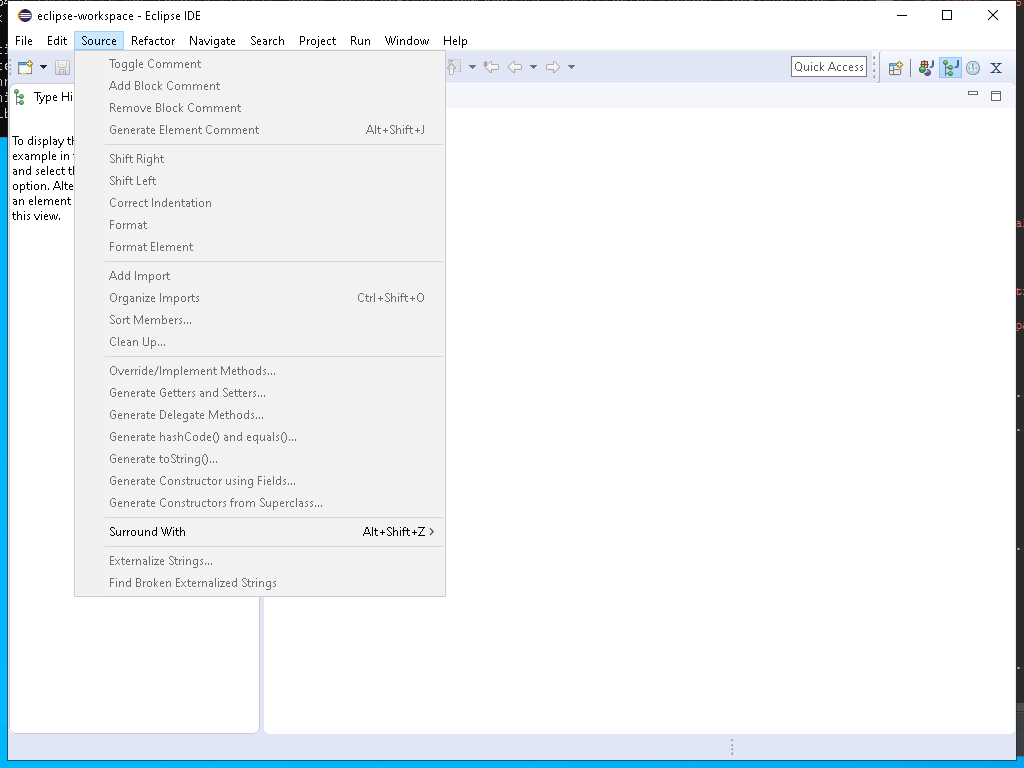 eclipse-workspace - Eclipse IDE
File Edit Source Refactor Navigate Search Project Run Window Help
Quick Access
Type Hi
Toggle Comment
Add Block Comment
Remove Block Comment
Generate Element Comment Alt+Shift+J
Shift Right
Shift Left
Correct Indentation
Format
Format Element
Add Import
Organize Imports Ctrl+Shift+O
Sort Members...
Clean Up...
Override/Implement Methods...
Generate Getters and Setters...
Generate Delegate Methods...
Generate hashCode() and equals()...
Generate toString()...
Generate Constructor using Fields...
Generate Constructors from Superclass...
Surround With Alt+Shift+Z
Externalize Strings...
Find Broken Externalized Strings
To display th
example in
and select th
option. Alte
an element
this view.